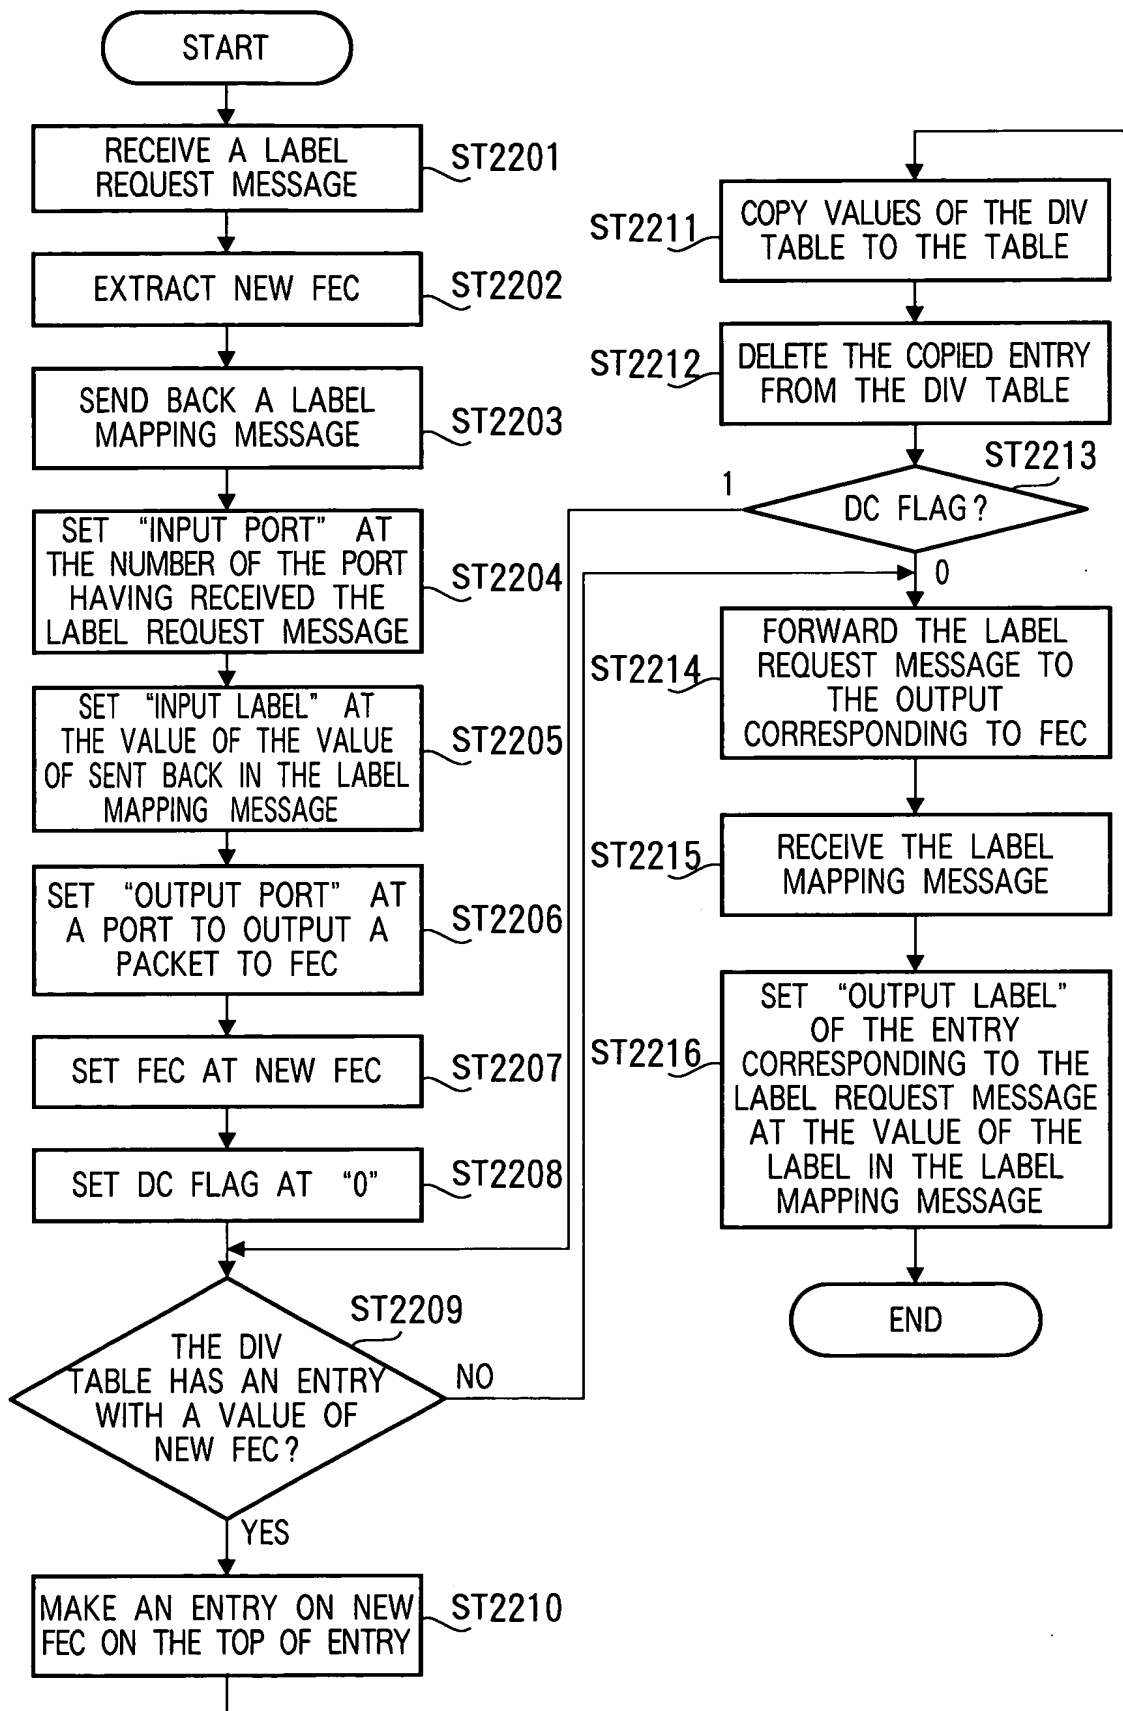 START
RECEIVE A LABEL
REQUEST MESSAGE
ST2201
EXTRACT NEW FEC
ST2202
SEND BACK A LABEL
MAPPING MESSAGE
ST2203
SET "INPUT PORT" AT
THE NUMBER OF THE PORT
HAVING RECEIVED THE
LABEL REQUEST MESSAGE
ST2204
SET "INPUT LABEL" AT
THE VALUE OF THE VALUE
OF SENT BACK IN THE LABEL
MAPPING MESSAGE
ST2205
SET "OUTPUT PORT" AT
A PORT TO OUTPUT A
PACKET TO FEC
ST2206
SET FEC AT NEW FEC
ST2207
SET DC FLAG AT "0"
ST2208
ST2209
THE DIV
TABLE HAS AN ENTRY
WITH A VALUE OF
NEW FEC?
NO
YES
MAKE AN ENTRY ON NEW
FEC ON THE TOP OF ENTRY
ST2210
ST2211
COPY VALUES OF THE DIV
TABLE TO THE TABLE
ST2212
DELETE THE COPIED ENTRY
FROM THE DIV TABLE
ST2213
1
DC FLAG?
0
ST2214
FORWARD THE LABEL
REQUEST MESSAGE TO
THE OUTPUT
CORRESPONDING TO FEC
ST2215
RECEIVE THE LABEL
MAPPING MESSAGE
ST2216
SET "OUTPUT LABEL"
OF THE ENTRY
CORRESPONDING TO THE
LABEL REQUEST MESSAGE
AT THE VALUE OF THE
LABEL IN THE LABEL
MAPPING MESSAGE
END